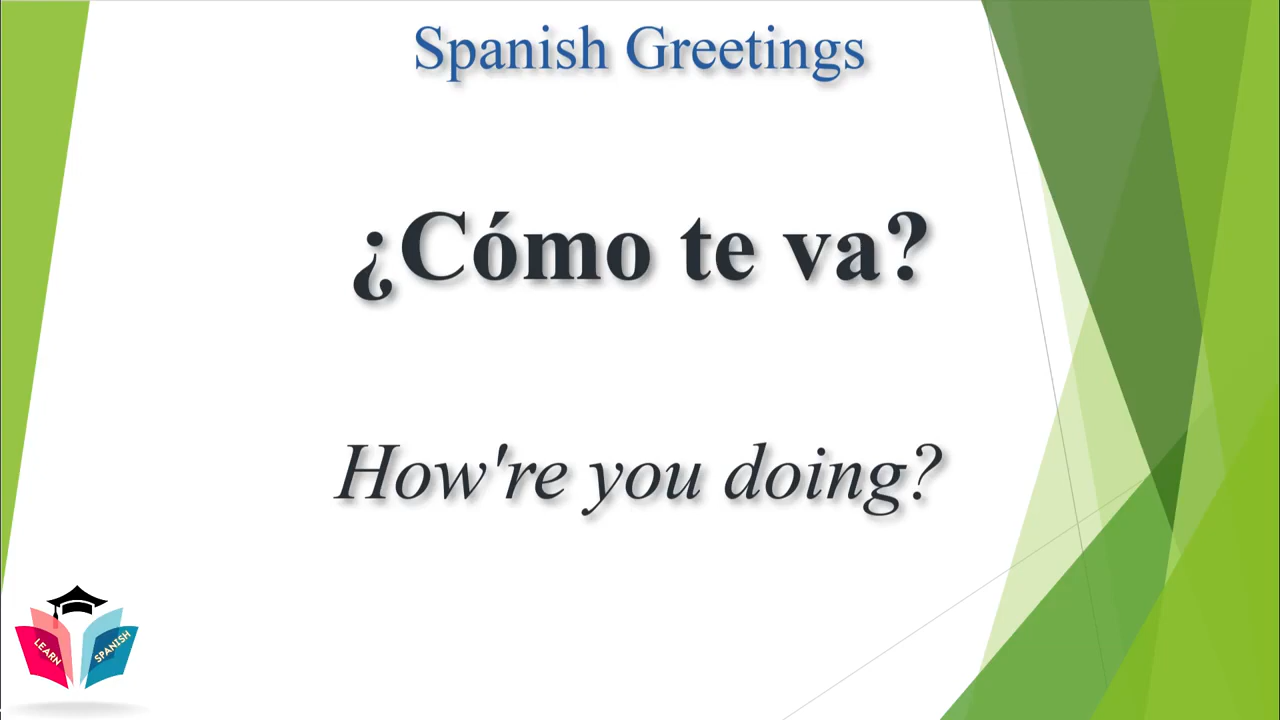 Spanish Greetings
¿Cómo te va?
How're you doing?
LEARN
SPANISH